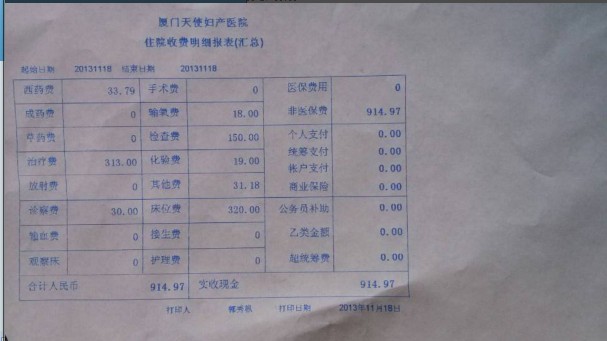 厦门天使妇产医院
住院收费明细报表(汇总)
起始日期 20131118 结束日期 20131118
西药费 33.79 手术费 0 医保费用 0
成药费 0 输氧费 18.00 非医保费 914.97
草药费 0 检查费 150.00 个人支付 0.00
统筹支付 0.00
治疗费 313.00 化验费 19.00 帐户支付 0.00
放射费 0 其他费 31.18 商业保险 0.00
诊察费 30.00 床位费 320.00 公务员补助 0.00
输血费 0 接生费 0 乙类金额 0.00
观察床 0 护理费 0 超统筹费 0.00
合计人民币 914.97 实收现金 914.97
打印人 打印日期 2013年11月18日